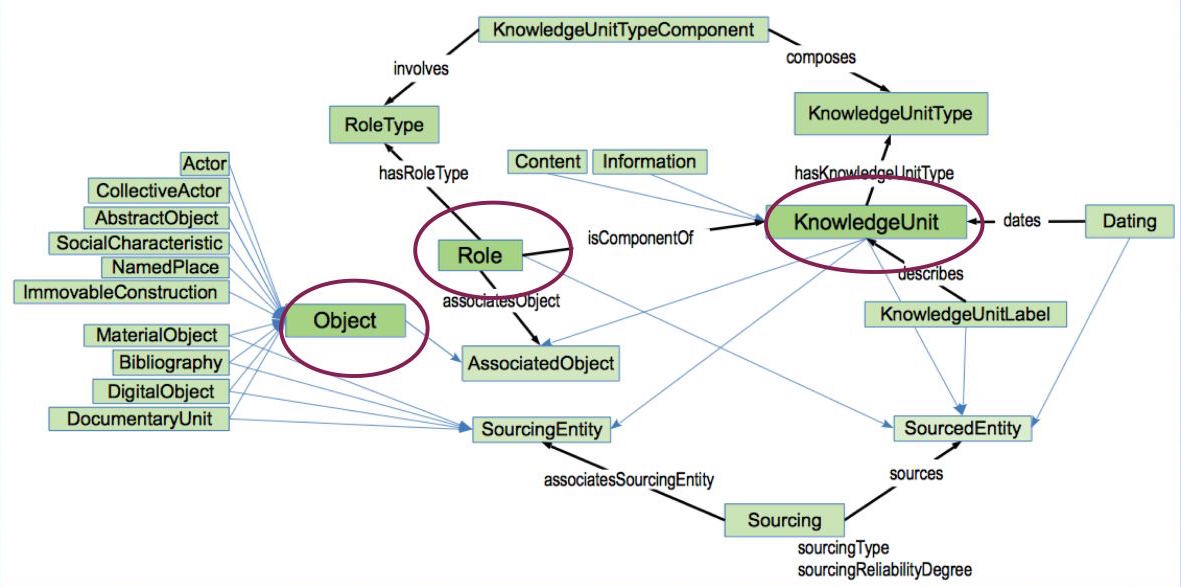 KnowledgeUnitTypeComponent
involves
composes
RoleType
KnowledgeUnitType
Actor
CollectiveActor
AbstractObject
SocialCharacteristic
NamedPlace
ImmovableConstruction
MaterialObject
Bibliography
DigitalObject
DocumentaryUnit
hasRoleType
Content
Information
hasKnowledgeUnitType
Role
isComponentOf
KnowledgeUnit
dates
Dating
associatesObject
describes
Object
KnowledgeUnitLabel
AssociatedObject
SourcingEntity
SourcedEntity
associatesSourcingEntity
sources
Sourcing
sourcingType
sourcingReliabilityDegree